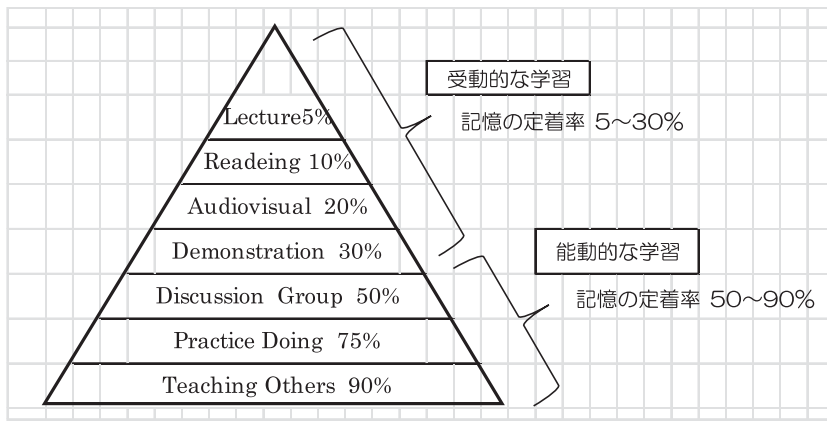 Lecture5%
Readeing 10%
Audiovisual 20%
Demonstration 30%
Discussion Group 50%
Practice Doing 75%
Teaching Others 90%
受動的な学習
記憶の定着率 5～30%
能動的な学習
記憶の定着率 50～90%